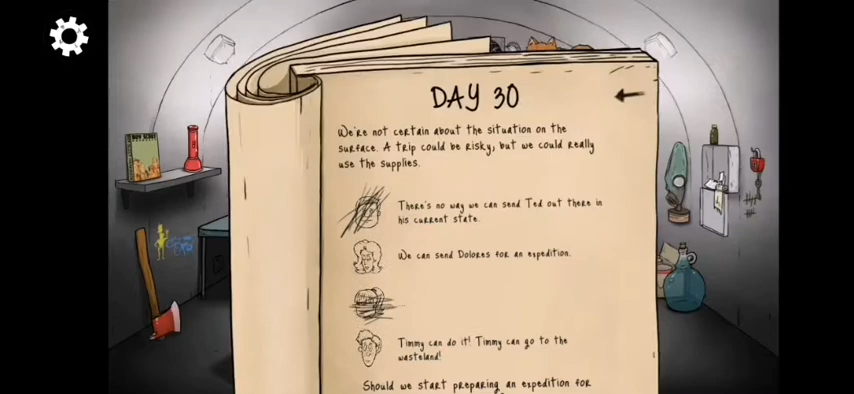 DAY 30
We're not certain about the situation on the
surface. A trip could be risky, but we could really
use the supplies.
There's no way we can send Ted out there in
his current state.
We can send Dolores for an expedition.
Timmy can do it! Timmy can go to the
wasteland!
Should we start preparing an expedition for